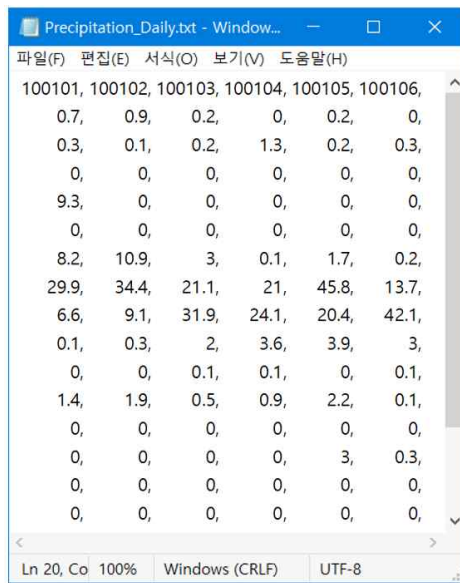 Precipitation_Daily.txt - Window...
파일(F) 편집(E) 서식(O) 보기(V) 도움말(H)
100101, 100102, 100103, 100104, 100105, 100106,
0.7, 0.9, 0.2, 0, 0.2, 0,
0.3, 0.1, 0.2, 1.3, 0.2, 0.3,
0, 0, 0, 0, 0, 0,
9.3, 0, 0, 0, 0, 0,
0, 0, 0, 0, 0, 0,
8.2, 10.9, 3, 0.1, 1.7, 0.2,
29.9, 34.4, 21.1, 21, 45.8, 13.7,
6.6, 9.1, 31.9, 24.1, 20.4, 42.1,
0.1, 0.3, 2, 3.6, 3.9, 3,
0, 0, 0.1, 0.1, 0, 0.1,
1.4, 1.9, 0.5, 0.9, 2.2, 0.1,
0, 0, 0, 0, 0, 0,
0, 0, 0, 0, 3, 0.3,
0, 0, 0, 0, 0, 0,
0, 0, 0, 0, 0, 0,
Ln 20, Co 100% Windows (CRLF) UTF-8